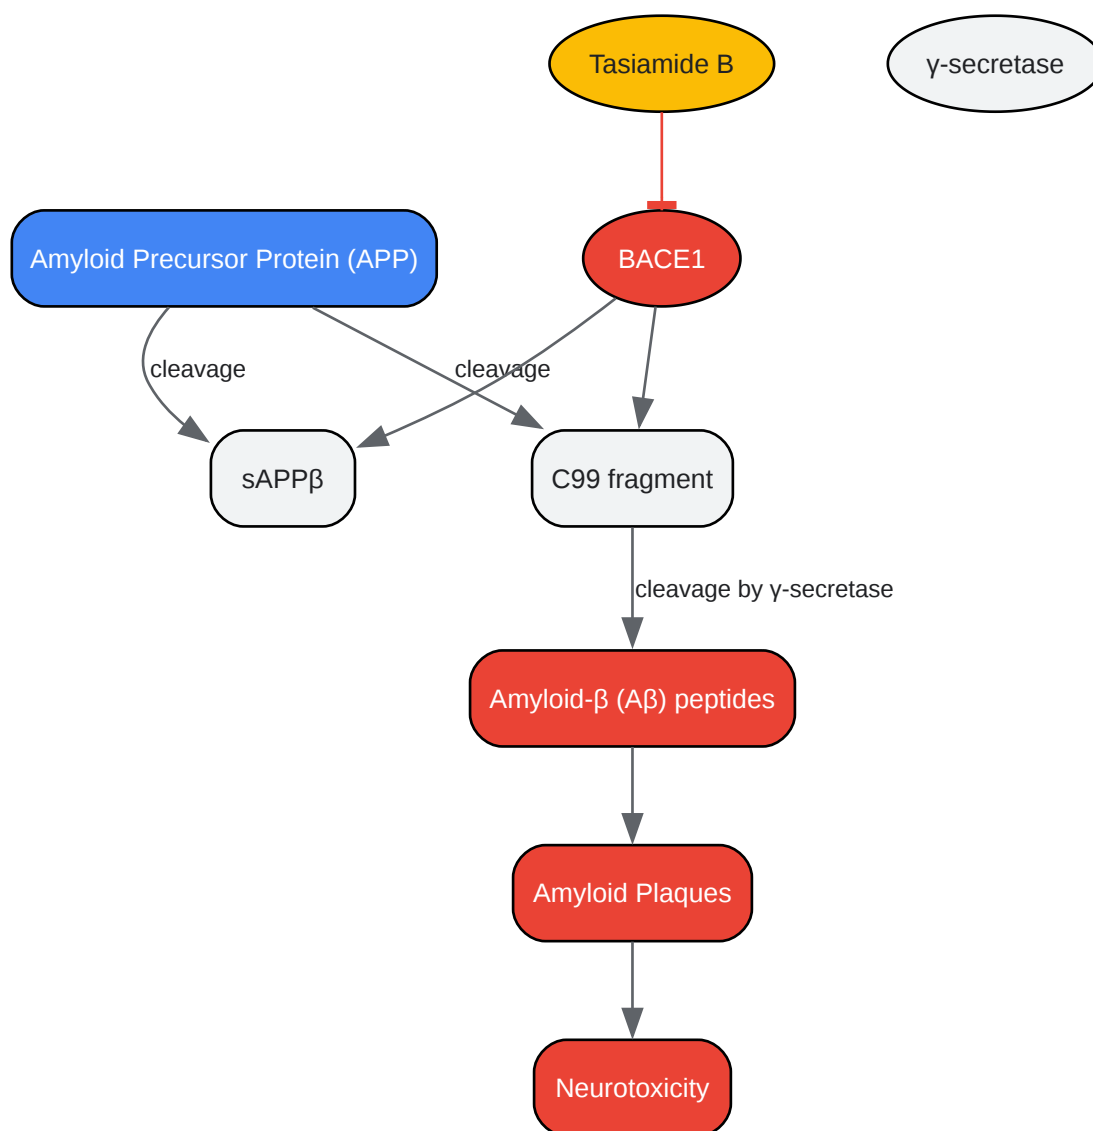 Tasiamide B
γ-secretase
Amyloid Precursor Protein (APP)
BACE1
cleavage
cleavage
sAPPβ
C99 fragment
cleavage by γ-secretase
Amyloid-β (Aβ) peptides
Amyloid Plaques
Neurotoxicity